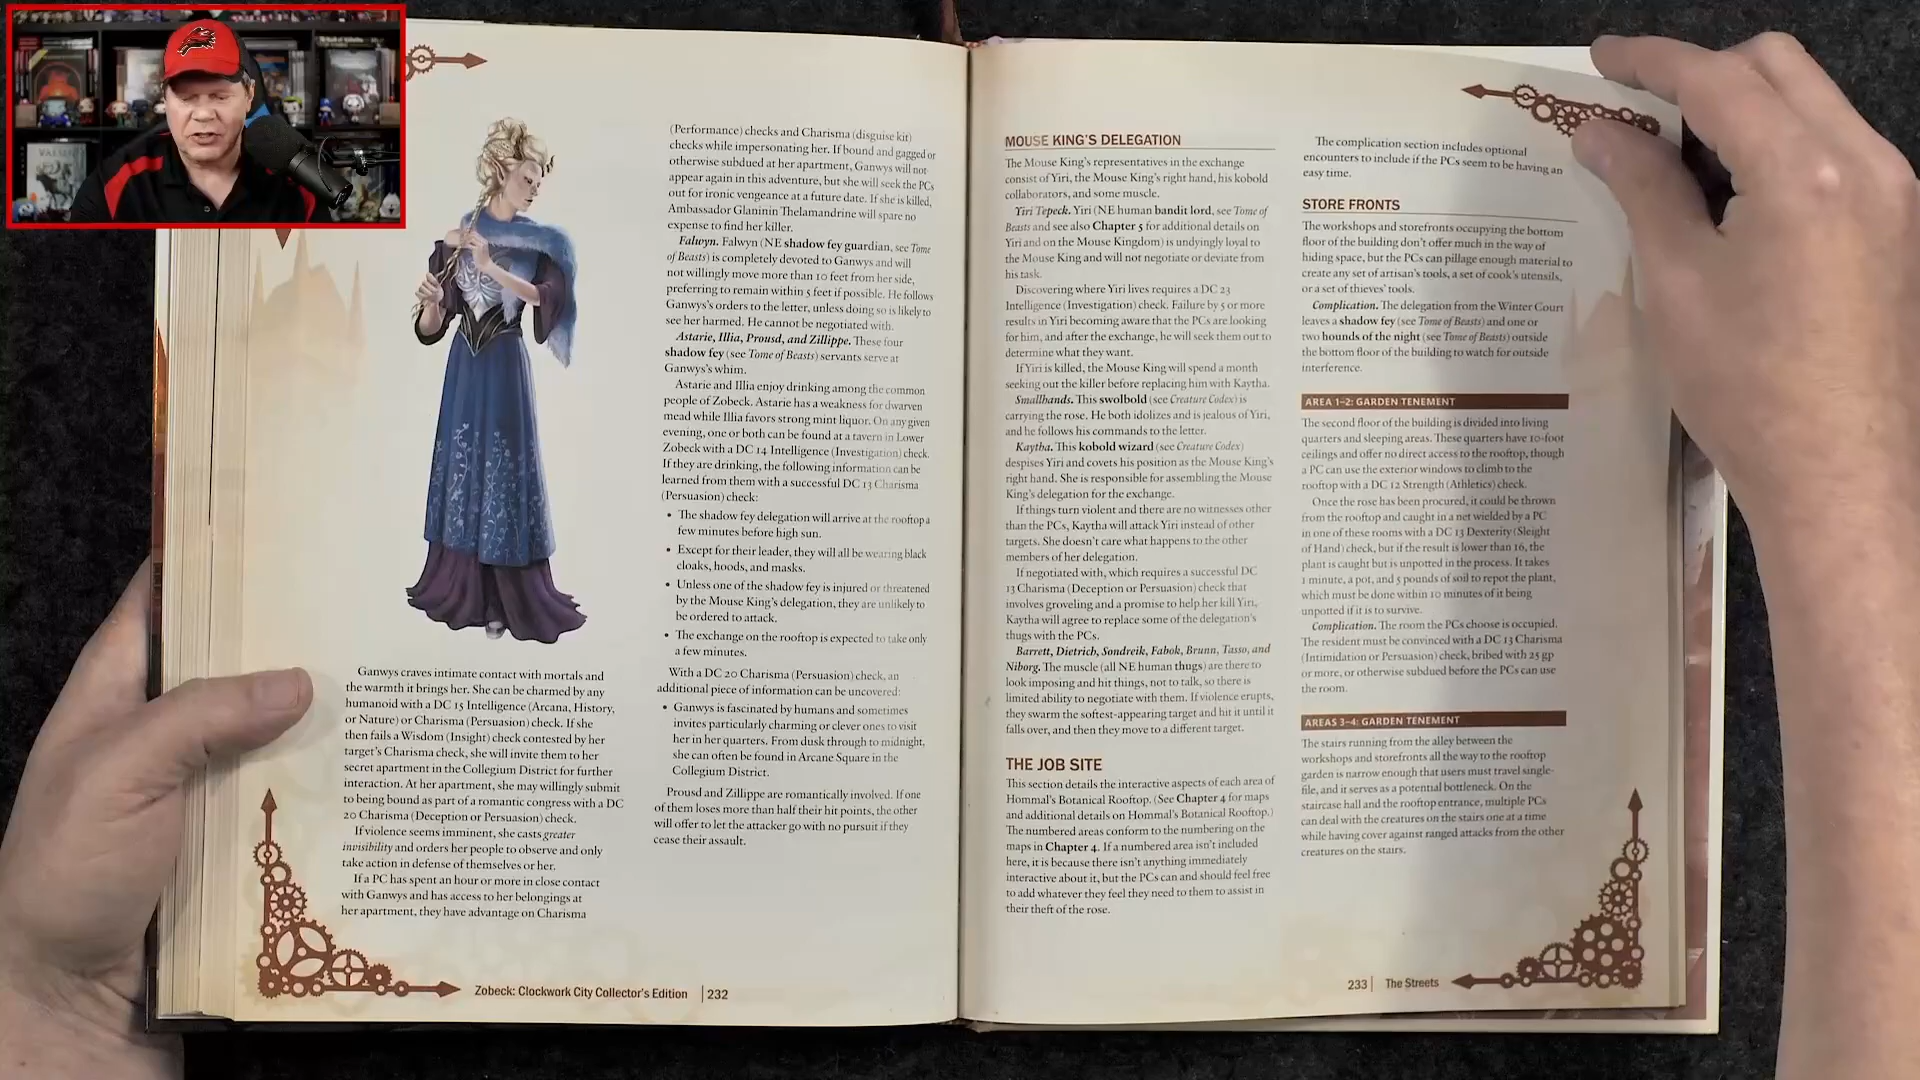 Ganwys craves intimate contact with mortals and
the warmth it brings her. She can be charmed by any
humanoid with a DC 15 Intelligence (Arcana, History,
or Nature) or Charisma (Persuasion) check. If she
then fails a Wisdom (Insight) check contested by her
target's Charisma check, she will invite them to her
secret apartment in the Collegium District for further
interaction. At her apartment, she may willingly submit
to being bound as part of a romantic congress with a DC
20 Charisma (Deception or Persuasion) check.
If violence seems imminent, she casts greater
invisibility and orders her people to observe and only
take action in defense of themselves or her.
If a PC has spent an hour or more in close contact
with Ganwys and has access to her belongings at
her apartment, they have advantage on Charisma
(Performance) checks and Charisma (disguise kit)
checks while impersonating her. If bound and gagged or
otherwise subdued at her apartment, Ganwys will not
appear again in this adventure, but she will seek the PCs
out for ironic vengeance at a future date. If she is killed,
Ambassador Glaninin Thelamandrine will spare no
expense to find her killer.
Falwyn. Falwyn (NE shadow fey guardian, see Tome
of Beasts) is completely devoted to Ganwys and will
not willingly move more than 10 feet from her side,
preferring to remain within 5 feet if possible. He follows
Ganwys's orders to the letter, unless doing so is likely to
see her harmed. He cannot be negotiated with.
Astarie, Illia, Prousd, and Zillippe. These four
shadow fey (see Tome of Beasts) servants serve at
Ganwys's whim.
Astarie and Illia enjoy drinking among the common
people of Zobeck. Astarie has a weakness for dwarven
mead while Illia favors strong mint liquor. On any given
evening, one or both can be found at a tavern in Lower
Zobeck with a DC 14 Intelligence (Investigation) check.
If they are drinking, the following information can be
learned from them with a successful DC 13 Charisma
(Persuasion) check:
• The shadow fey delegation will arrive at the rooftop a
few minutes before high sun.
• Except for their leader, they will all be wearing black
cloaks, hoods, and masks.
• Unless one of the shadow fey is injured or threatened
by the Mouse King's delegation, they are unlikely to
be ordered to attack.
• The exchange on the rooftop is expected to take only
a few minutes.
With a DC 20 Charisma (Persuasion) check, an
additional piece of information can be uncovered:
• Ganwys is fascinated by humans and sometimes
invites particularly charming or clever ones to visit
her in her quarters. From dusk through to midnight,
she can often be found in Arcane Square in the
Collegium District.
Prousd and Zillippe are romantically involved. If one
of them loses more than half their hit points, the other
will offer to let the attacker go with no pursuit if they
cease their assault.
Zobeck: Clockwork City Collector's Edition | 232
MOUSE KING'S DELEGATION
The Mouse King's representatives in the exchange
consist of Yiri, the Mouse King's right hand, his kobold
collaborators, and some muscle.
Yiri Tepeck. Yiri (NE human bandit lord, see Tome of
Beasts and see also Chapter 5 for additional details on
Yiri and on the Mouse Kingdom) is undyingly loyal to
the Mouse King and will not negotiate or deviate from
his task.
Discovering where Yiri lives requires a DC 23
Intelligence (Investigation) check. Failure by 5 or more
results in Yiri becoming aware that the PCs are looking
for him, and after the exchange, he will seek them out to
determine what they want.
If Yiri is killed, the Mouse King will spend a month
seeking out the killer before replacing him with Kaytha.
Smallhands. This swolbold (see Creature Codex) is
carrying the rose. He both idolizes and is jealous of Yiri,
and he follows his commands to the letter.
Kaytha. This kobold wizard (see Creature Codex)
despises Yiri and covets his position as the Mouse King's
right hand. She is responsible for assembling the Mouse
King's delegation for the exchange.
If things turn violent and there are no witnesses other
than the PCs, Kaytha will attack Yiri instead of other
targets. She doesn't care what happens to the other
members of her delegation.
If negotiated with, which requires a successful DC
13 Charisma (Deception or Persuasion) check that
involves groveling and a promise to help her kill Yiri,
Kaytha will agree to replace some of the delegation's
thugs with the PCs.
Barrett, Dietrich, Sondreik, Fabok, Brunn, Tasso, and
Niborg. The muscle (all NE human thugs) are there to
look imposing and hit things, not to talk, so there is
limited ability to negotiate with them. If violence erupts,
they swarm the softest-appearing target and hit it until it
falls over, and then they move to a different target.
THE JOB SITE
This section details the interactive aspects of each area of
Hommal's Botanical Rooftop. (See Chapter 4 for maps
and additional details on Hommal's Botanical Rooftop.)
The numbered areas conform to the numbering on the
maps in Chapter 4. If a numbered area isn't included
here, it is because there isn't anything immediately
interactive about it, but the PCs can and should feel free
to add whatever they feel they need to them to assist in
their theft of the rose.
The complication section includes optional
encounters to include if the PCs seem to be having an
easy time.
STORE FRONTS
The workshops and storefronts occupying the bottom
floor of the building don't offer much in the way of
hiding space, but the PCs can pillage enough material to
create any set of artisan's tools, a set of cook's utensils,
or a set of thieves' tools.
Complication. The delegation from the Winter Court
leaves a shadow fey (see Tome of Beasts) and one or
two hounds of the night (see Tome of Beasts) outside
the bottom floor of the building to watch for outside
interference.
AREA 1–2: GARDEN TENEMENT
The second floor of the building is divided into living
quarters and sleeping areas. These quarters have 10-foot
ceilings and offer no direct access to the rooftop, though
a PC can use the exterior windows to climb to the
rooftop with a DC 12 Strength (Athletics) check.
Once the rose has been procured, it could be thrown
from the rooftop and caught in a net wielded by a PC
in one of these rooms with a DC 13 Dexterity (Sleight
of Hand) check, but if the result is lower than 16, the
plant is caught but is unpotted in the process. It takes
1 minute, a pot, and 5 pounds of soil to repot the plant,
which must be done within 10 minutes of it being
unpotted if it is to survive.
Complication. The room the PCs choose is occupied.
The resident must be convinced with a DC 13 Charisma
(Intimidation or Persuasion) check, bribed with 25 gp
or more, or otherwise subdued before the PCs can use
the room.
AREAS 3–4: GARDEN TENEMENT
The stairs running from the alley between the
workshops and storefronts all the way to the rooftop
garden is narrow enough that users must travel single-
file, and it serves as a potential bottleneck. On the
staircase hall and the rooftop entrance, multiple PCs
can deal with the creatures on the stairs one at a time
while having cover against ranged attacks from the other
creatures on the stairs.
233 | The Streets